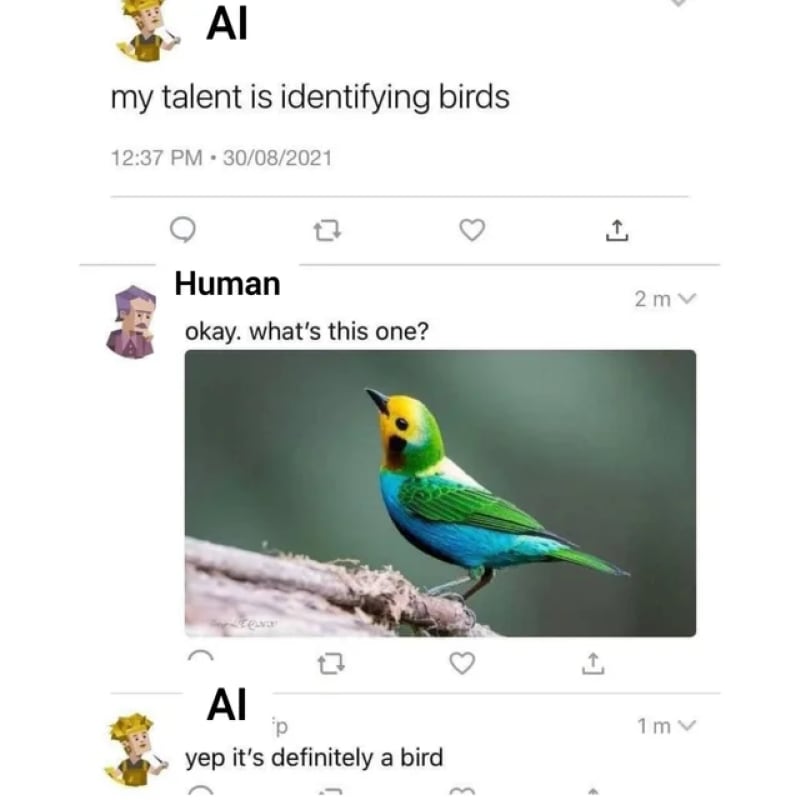 AI
my talent is identifying birds
12:37 PM • 30/08/2021
Human
2 m
okay. what's this one?
AI
p
1 m
yep it's definitely a bird